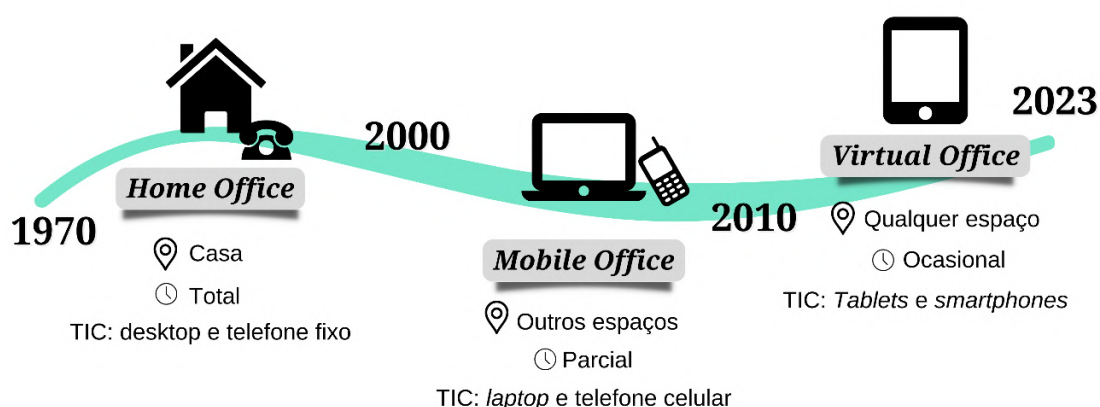 1970
Home Office
Casa
Total
TIC: desktop e telefone fixo
2000
Mobile Office
Outros espaços
Parcial
TIC: laptop e telefone celular
2010
Virtual Office
Qualquer espaço
Ocasional
TIC: Tablets e smartphones
2023